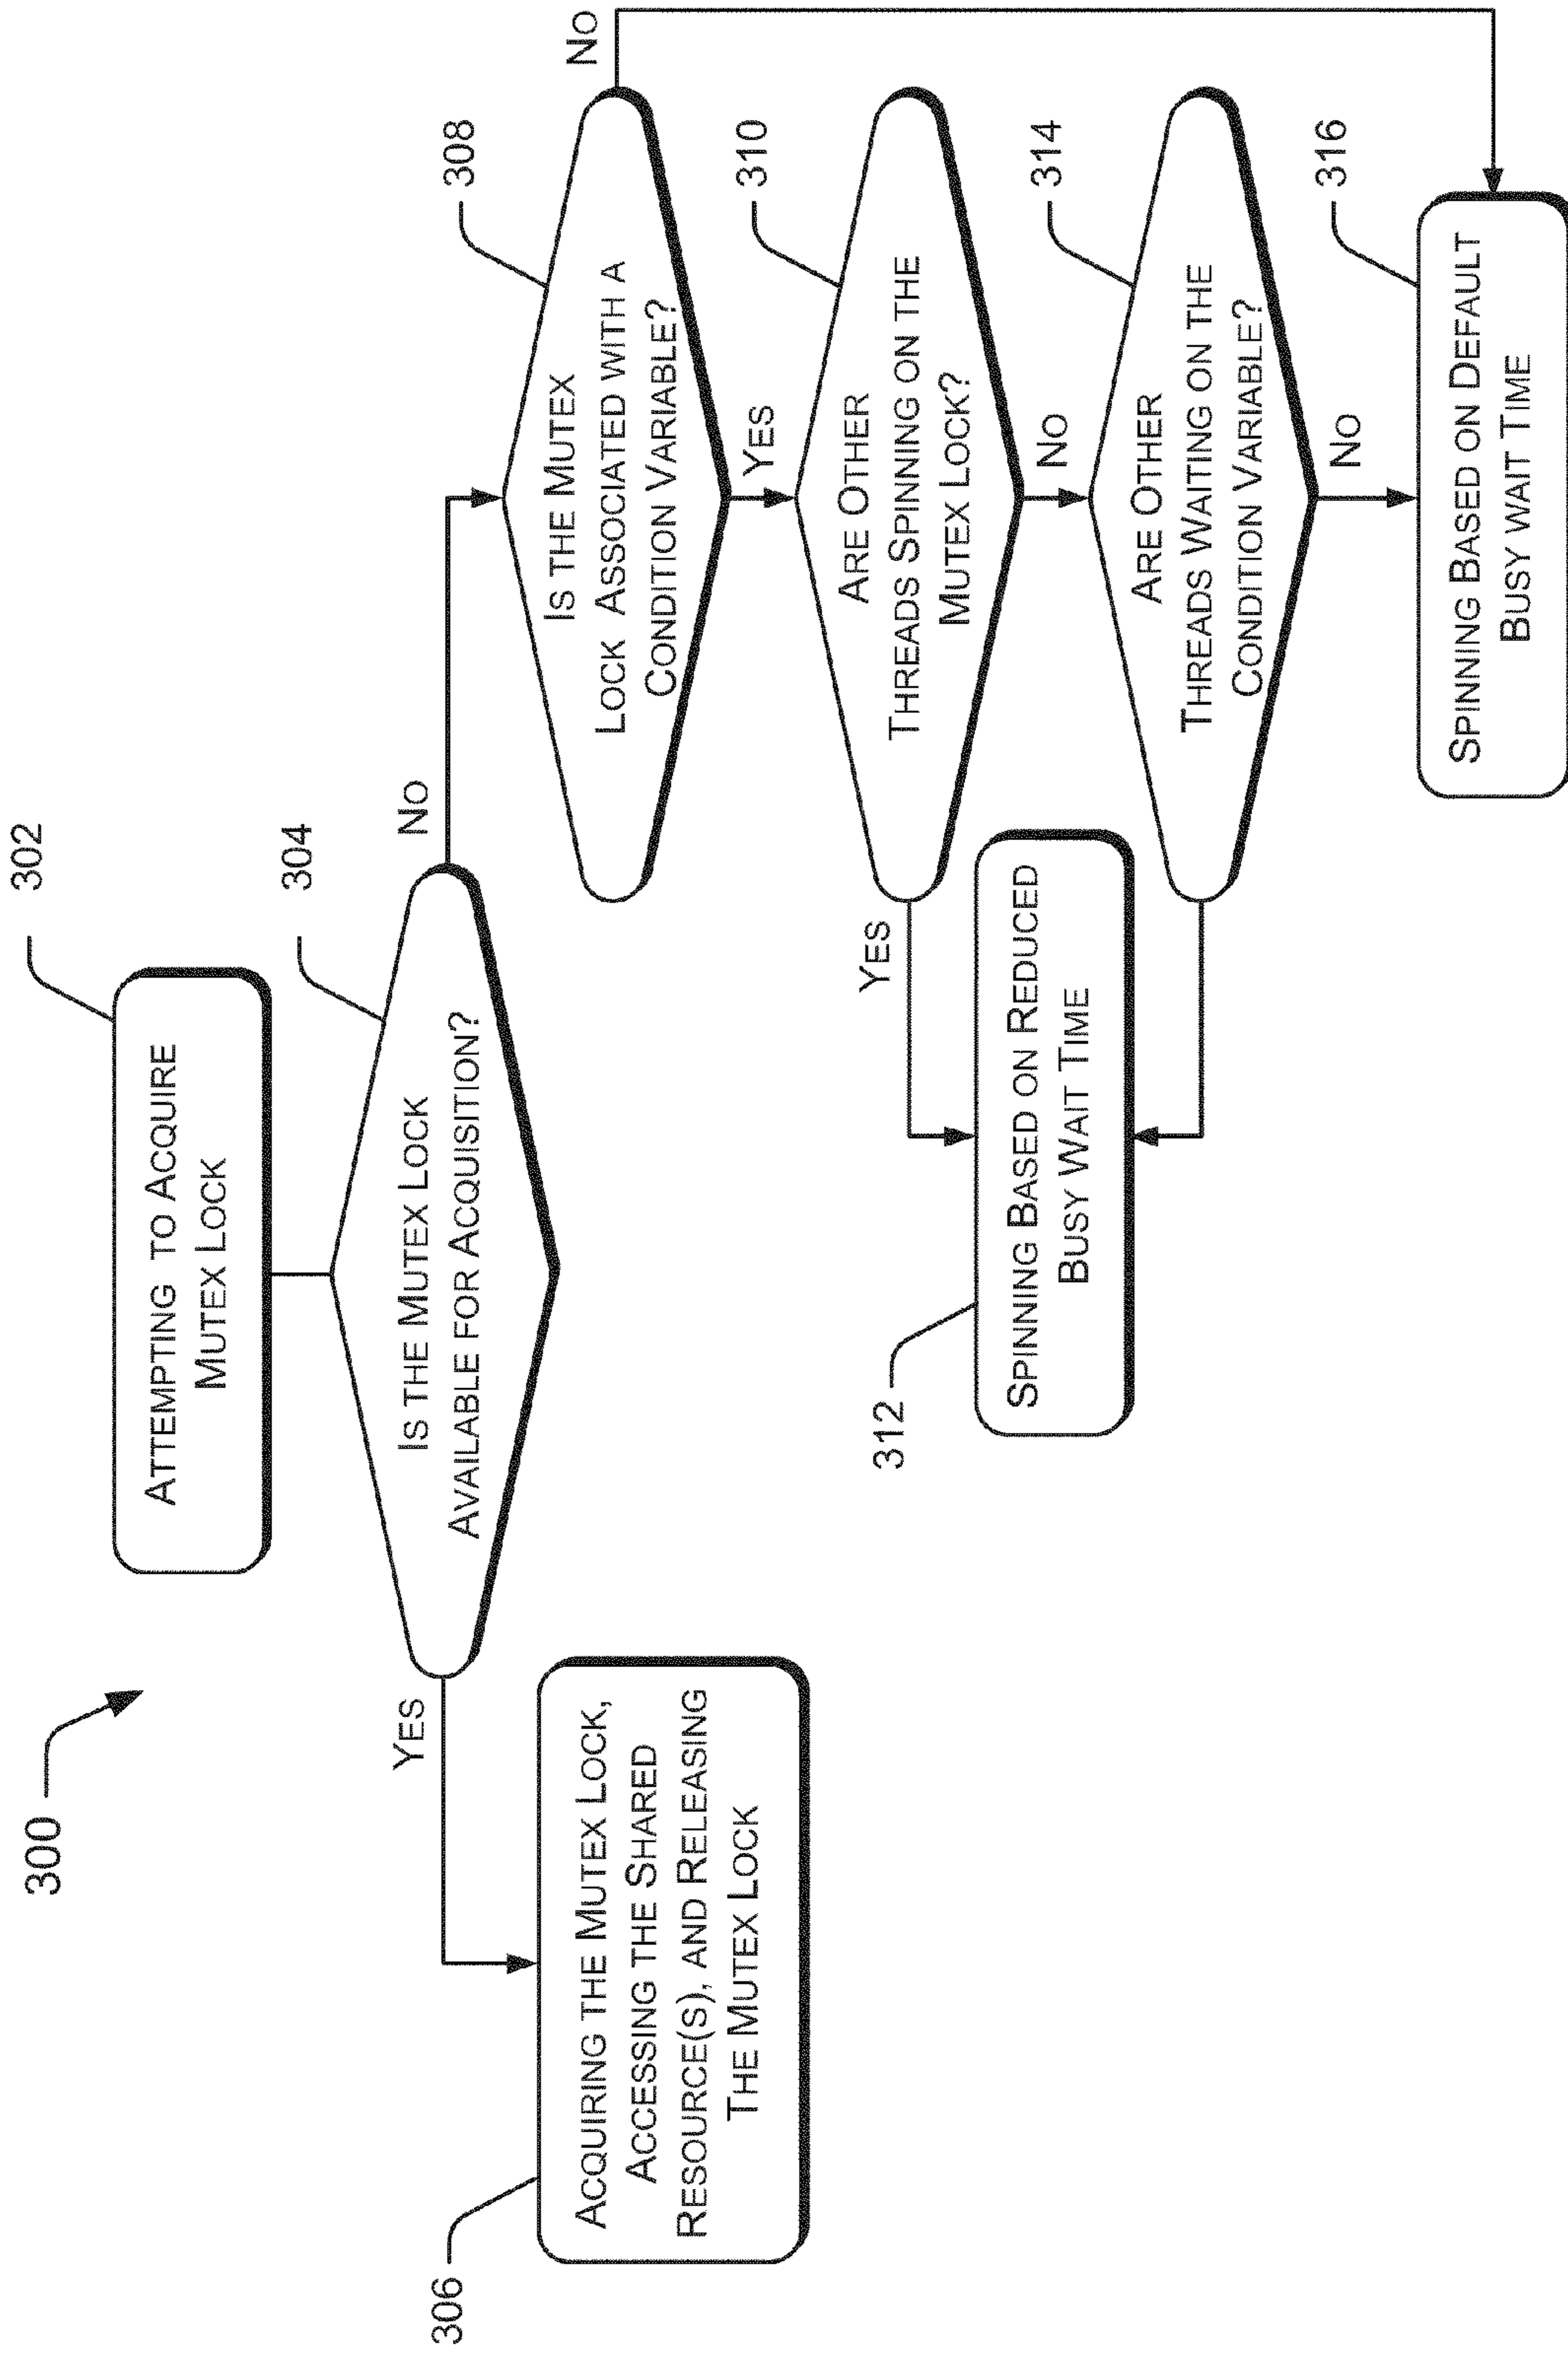 300
302
ATTEMPTING TO ACQUIRE
MUTEX LOCK
304
IS THE MUTEX LOCK
AVAILABLE FOR ACQUISITION?
YES
NO
306
ACQUIRING THE MUTEX LOCK,
ACCESSING THE SHARED
RESOURCE(S), AND RELEASING
THE MUTEX LOCK
308
IS THE MUTEX
LOCK ASSOCIATED WITH A
CONDITION VARIABLE?
NO
YES
310
ARE OTHER
THREADS SPINNING ON THE
MUTEX LOCK?
YES
NO
312
SPINNING BASED ON REDUCED
BUSY WAIT TIME
314
ARE OTHER
THREADS WAITING ON THE
CONDITION VARIABLE?
NO
316
SPINNING BASED ON DEFAULT
BUSY WAIT TIME